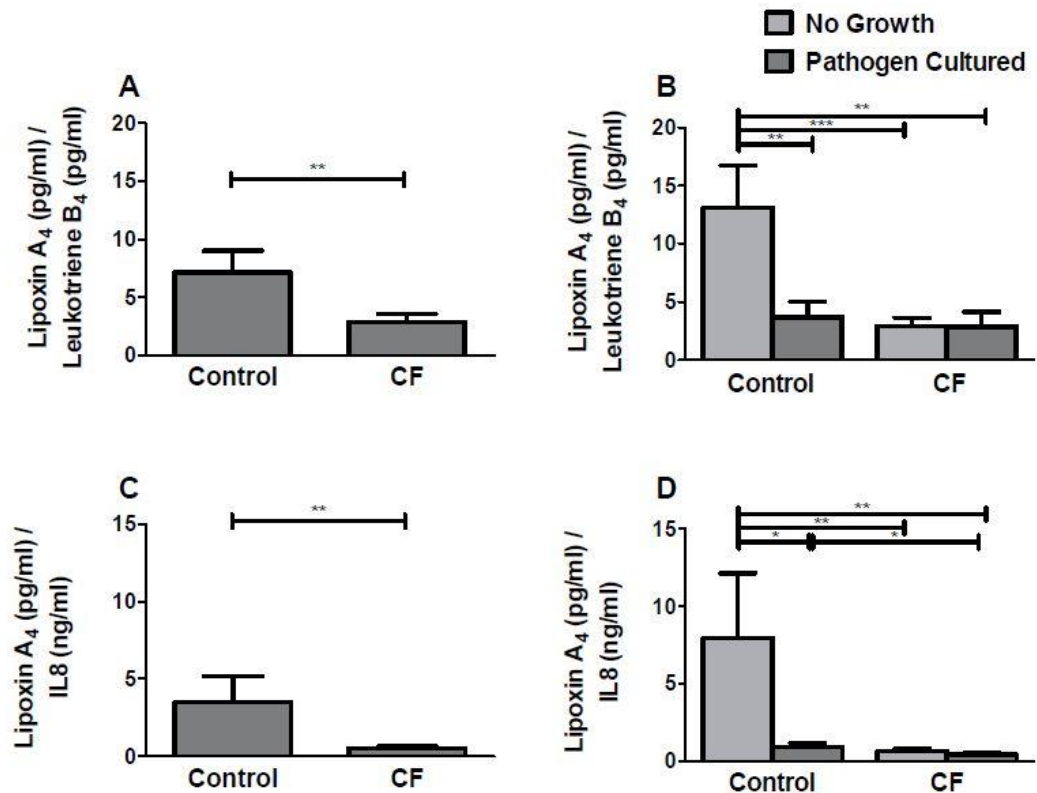 No Growth
Pathogen Cultured
A
Lipoxin A4 (pg/ml) /
Leukotriene B4 (pg/ml)
20
15
10
5
0
**
Control
CF
B
Lipoxin A4 (pg/ml) /
Leukotriene B4 (pg/ml)
20
15
10
5
0
**
***
**
Control
CF
C
Lipoxin A4 (pg/ml) /
IL8 (ng/ml)
15
10
5
0
**
Control
CF
D
Lipoxin A4 (pg/ml) /
IL8 (ng/ml)
15
10
5
0
**
**
* *
Control
CF